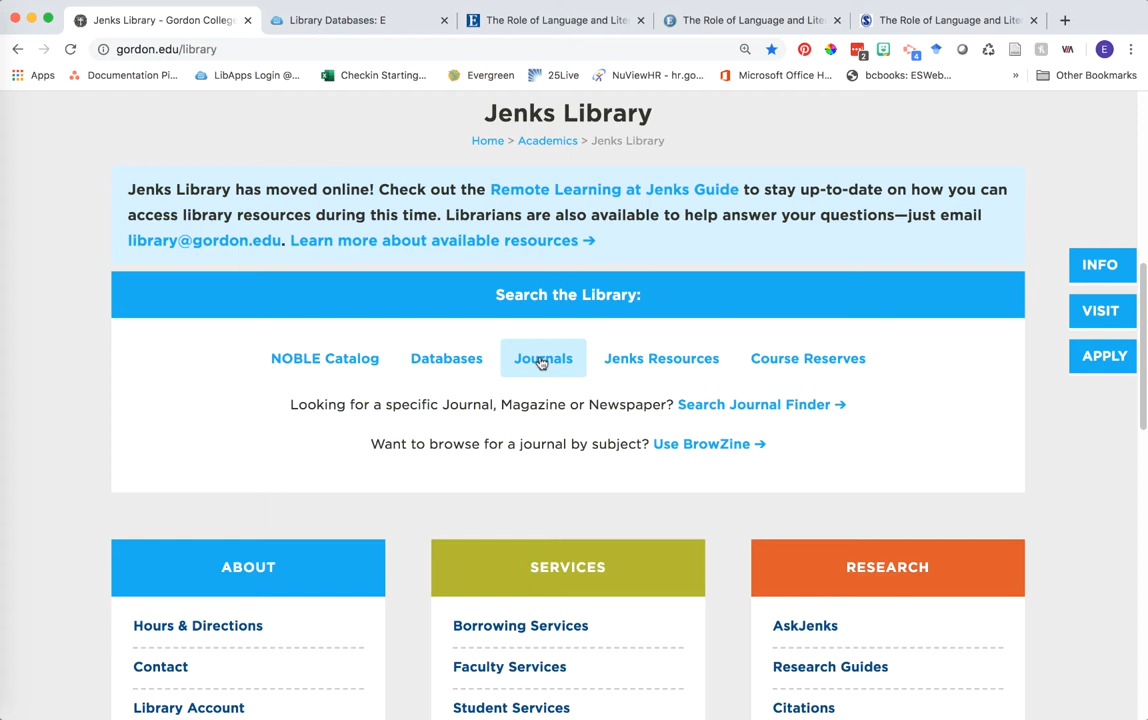 Jenks Library - Gordon College
Library Databases: E
The Role of Language and Lite
The Role of Language and Lite
The Role of Language and Lite
gordon.edu/library
2
4
E
Apps
Documentation Pi...
LibApps Login @...
Checkin Starting...
Evergreen
25Live
NuViewHR - hr.go...
Microsoft Office H...
bcbooks: ESWeb...
»
Other Bookmarks
Jenks Library
Home > Academics > Jenks Library
Jenks Library has moved online! Check out the Remote Learning at Jenks Guide to stay up-to-date on how you can
access library resources during this time. Librarians are also available to help answer your questions—just email
library@gordon.edu. Learn more about available resources →
INFO
VISIT
APPLY
Search the Library:
NOBLE Catalog
Databases
Journals
Jenks Resources
Course Reserves
Looking for a specific Journal, Magazine or Newspaper? Search Journal Finder →
Want to browse for a journal by subject? Use BrowZine →
ABOUT
Hours & Directions
Contact
Library Account
SERVICES
Borrowing Services
Faculty Services
Student Services
RESEARCH
AskJenks
Research Guides
Citations